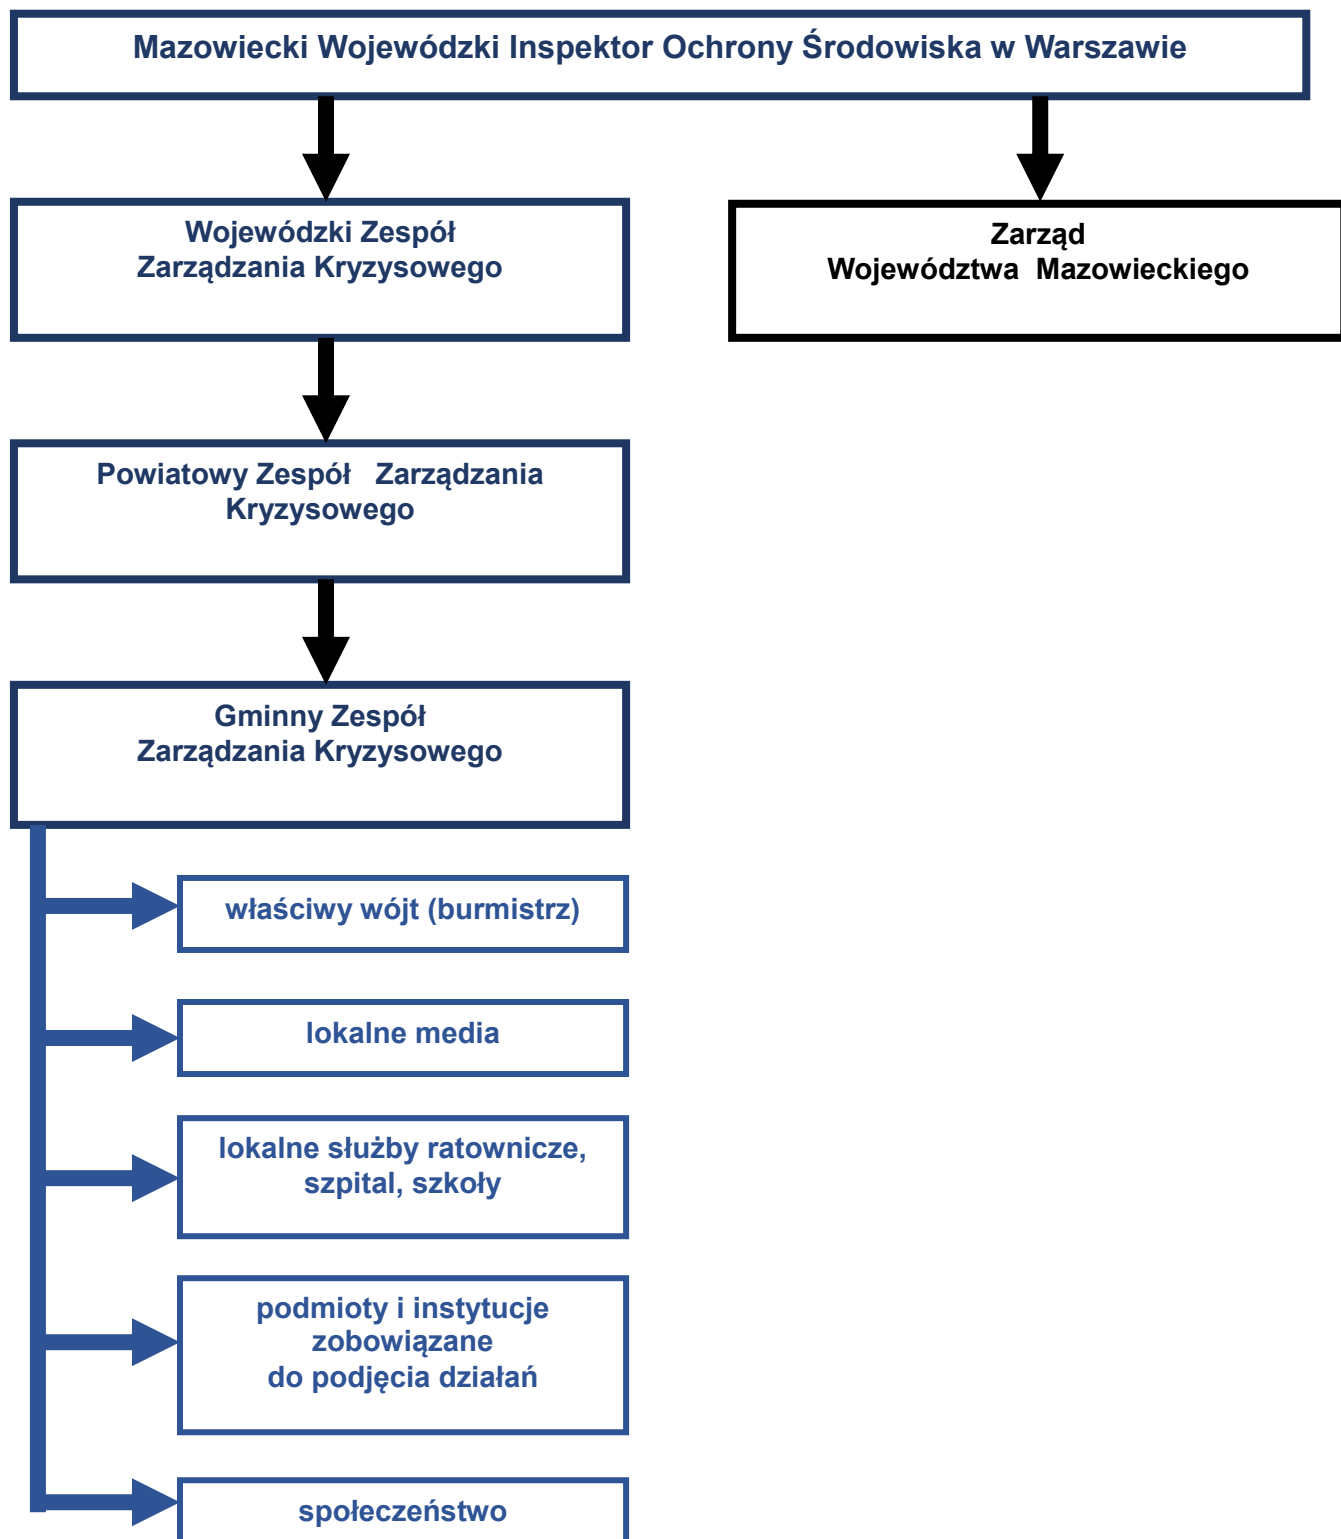 Mazowiecki Wojewódzki Inspektor Ochrony Środowiska w Warszawie
Wojewódzki Zespół
Zarządzania Kryzysowego
Zarząd
Województwa Mazowieckiego
Powiatowy Zespół Zarządzania
Kryzysowego
Gminny Zespół
Zarządzania Kryzysowego
właściwy wójt (burmistrz)
lokalne media
lokalne służby ratownicze,
szpital, szkoły
podmioty i instytucje
zobowiązane
do podjęcia działań
społeczeństwo